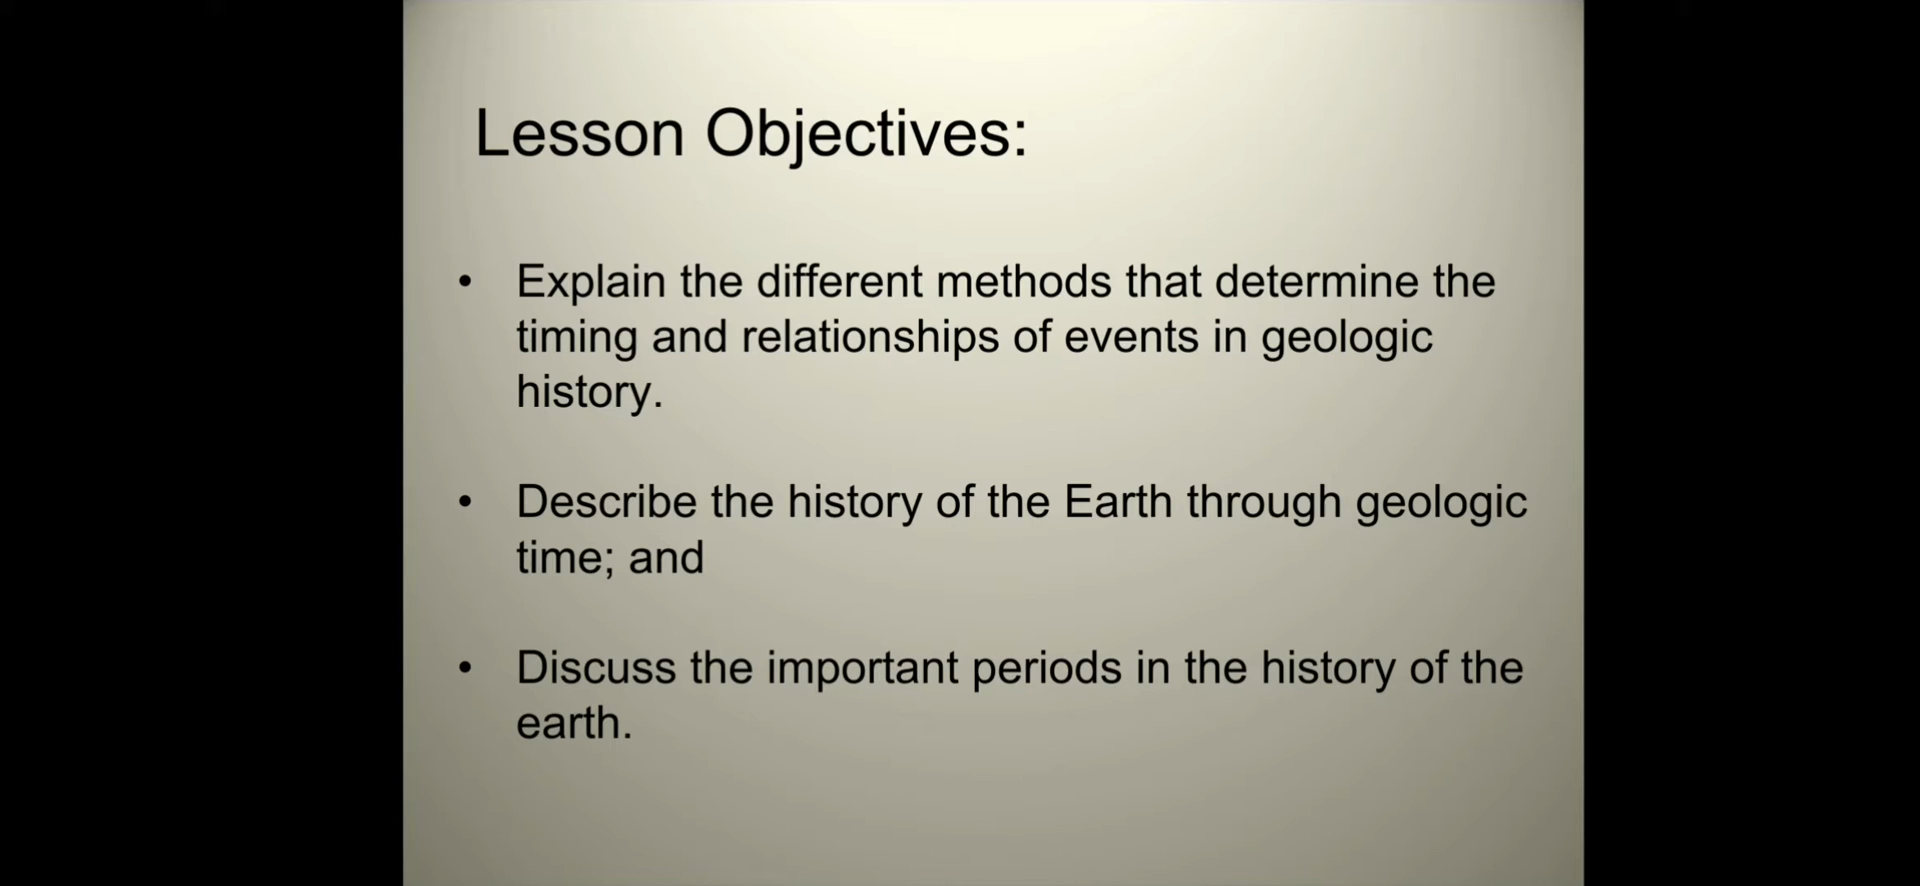 Lesson Objectives:
• Explain the different methods that determine the
timing and relationships of events in geologic
history.
• Describe the history of the Earth through geologic
time; and
• Discuss the important periods in the history of the
earth.